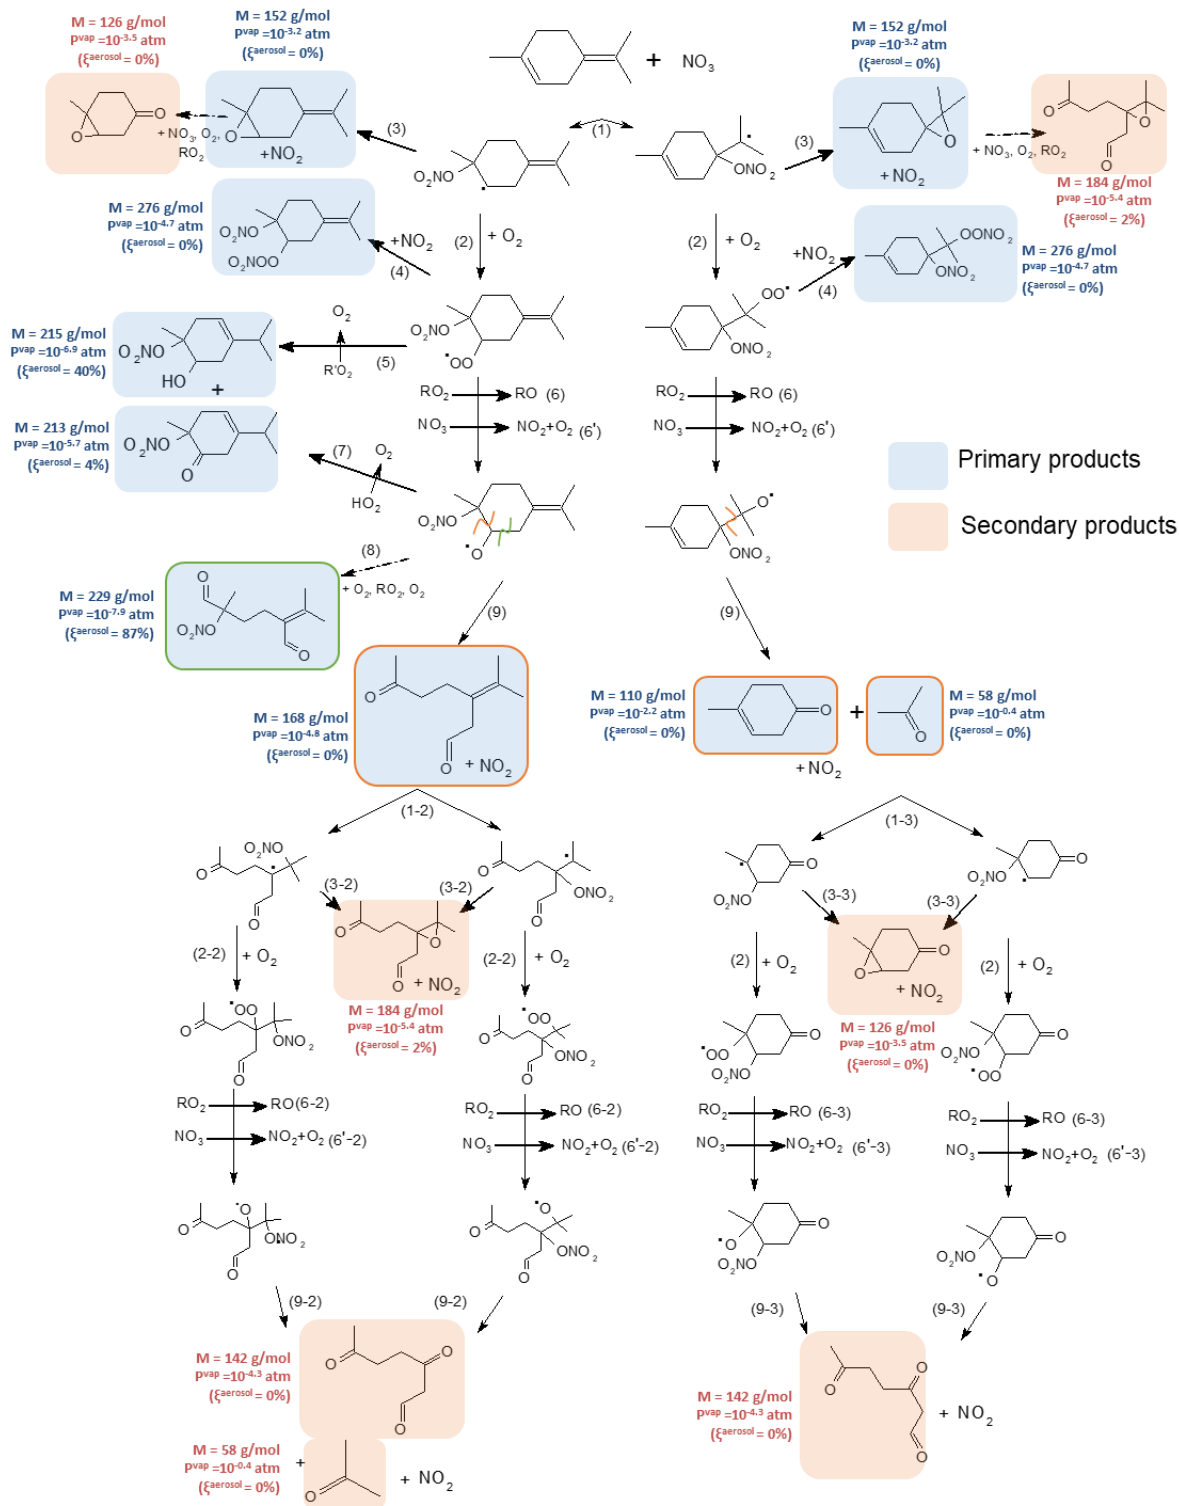 M = 126 g/mol
Pvap =10-3.5 atm
(ξaerosol = 0%)
M = 152 g/mol
Pvap =10-3.2 atm
(ξaerosol = 0%)
+ NO3
M = 152 g/mol
Pvap =10-3.2 atm
(ξaerosol = 0%)
O
O
+NO2
+ NO3, O2,
RO2
(3)
(1)
O2NO
ONO2
(3)
O
+ NO2
+ NO3, O2, RO2
O
O
O
M = 184 g/mol
Pvap =10-5.4 atm
(ξaerosol = 2%)
M = 276 g/mol
Pvap =10-4.7 atm
(ξaerosol = 0%)
O2NO
O2NOO
+NO2
(4)
(2)
+ O2
(2)
+ O2
+NO2
(4)
OONO2
ONO2
M = 276 g/mol
Pvap =10-4.7 atm
(ξaerosol = 0%)
M = 215 g/mol
Pvap =10-6.9 atm
(ξaerosol = 40%)
O2NO
HO
+
O2
R'O2
(5)
O2NO
OO
OO
ONO2
RO2
RO (6)
NO3
NO2+O2 (6')
RO2
RO (6)
NO3
NO2+O2 (6')
M = 213 g/mol
Pvap =10-5.7 atm
(ξaerosol = 4%)
O2NO
O
(7)
O2
HO2
O2NO
O
O
ONO2
Primary products
Secondary products
(8)
+ O2, RO2, O2
M = 229 g/mol
Pvap =10-7.9 atm
(ξaerosol = 87%)
O
O2NO
O
(9)
(9)
M = 168 g/mol
Pvap =10-4.8 atm
(ξaerosol = 0%)
O
O
+ NO2
M = 110 g/mol
Pvap =10-2.2 atm
(ξaerosol = 0%)
O
+
O
M = 58 g/mol
Pvap =10-0.4 atm
(ξaerosol = 0%)
+ NO2
(1-2)
(1-3)
O
O2NO
O
O
ONO2
O
(3-2)
(3-2)
O
O
O
+ NO2
M = 184 g/mol
Pvap =10-5.4 atm
(ξaerosol = 2%)
O
O2NO
O
O2NO
(3-3)
(3-3)
O
O
+ NO2
M = 126 g/mol
Pvap =10-3.5 atm
(ξaerosol = 0%)
(2-2)
+ O2
(2-2)
+ O2
(2)
+ O2
(2)
+ O2
O
OO
ONO2
O
O
OO
ONO2
O
O
OO
O2NO
O
O2NO
OO
RO2
RO(6-2)
NO3
NO2+O2 (6'-2)
RO2
RO (6-2)
NO3
NO2+O2 (6'-2)
RO2
RO (6-3)
NO3
NO2+O2 (6'-3)
RO2
RO (6-3)
NO3
NO2+O2 (6'-3)
O
O
ONO2
O
O
O
ONO2
O
O
O
O2NO
O
O2NO
O
(9-2)
(9-2)
(9-3)
(9-3)
M = 142 g/mol
Pvap =10-4.3 atm
(ξaerosol = 0%)
O
O
O
M = 142 g/mol
Pvap =10-4.3 atm
(ξaerosol = 0%)
O
O
O
+ NO2
M = 58 g/mol
Pvap =10-0.4 atm
(ξaerosol = 0%)
+
O
+ NO2